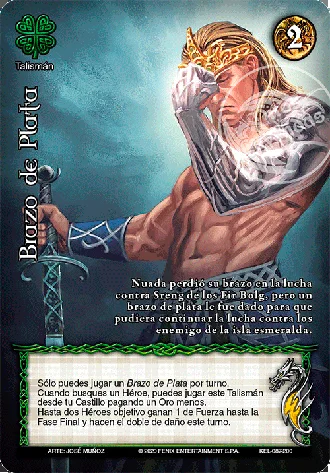 Talismán
2
Brazo de Plata
Nuada perdió su brazo en la lucha
contra Sreng de los Fir Bolg, pero un
brazo de plata le fue dado para que
pudiera continuar la lucha contra los
enemigo de la isla esmeralda.
Sólo puedes jugar un Brazo de Plata por turno.
Cuando busques un Héroe, puedes jugar este Talismán
desde tu Castillo pagando un Oro menos.
Hasta dos Héroes objetivo ganan 1 de Fuerza hasta la
Fase Final y hacen el doble de daño este turno.
ARTE: JOSÉ MUÑOZ
©2020 FENIX ENTERTAINMENT S.P.A.